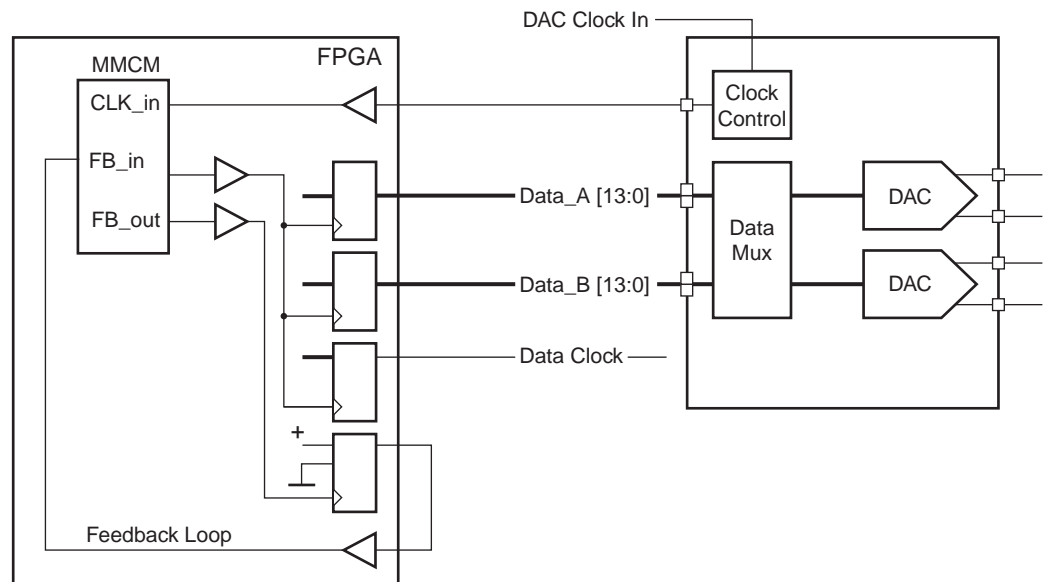 DAC Clock In
FPGA
MMCM
CLK_in
FB_in
FB_out
Clock
Control
Data_A [13:0]
Data_B [13:0]
Data
Mux
DAC
DAC
Data Clock
+
Feedback Loop